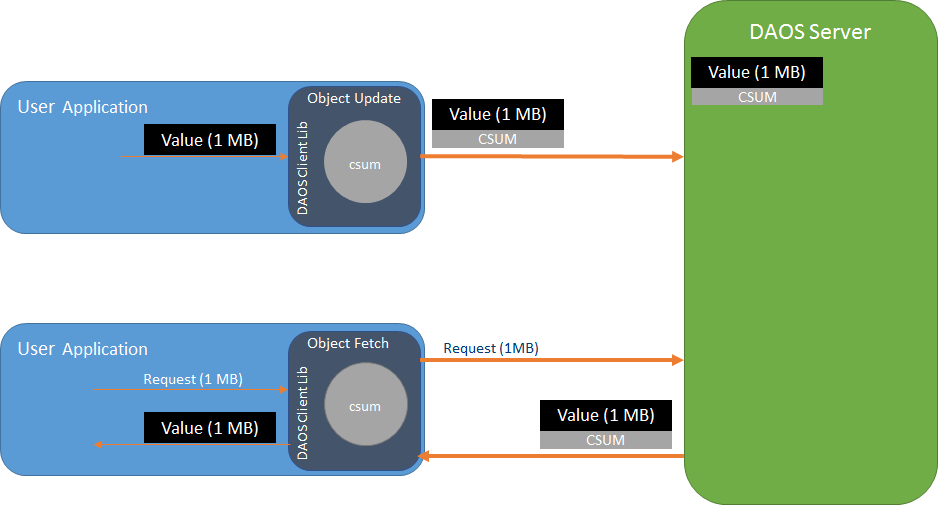 DAOS Server
Value (1 MB)
CSUM
User Application
Object Update
Value (1 MB)
DAOS Client Lib
csum
Value (1 MB)
CSUM
User Application
Object Fetch
Request (1MB)
Request (1 MB)
DAOS Client Lib
csum
Value (1 MB)
Value (1 MB)
CSUM